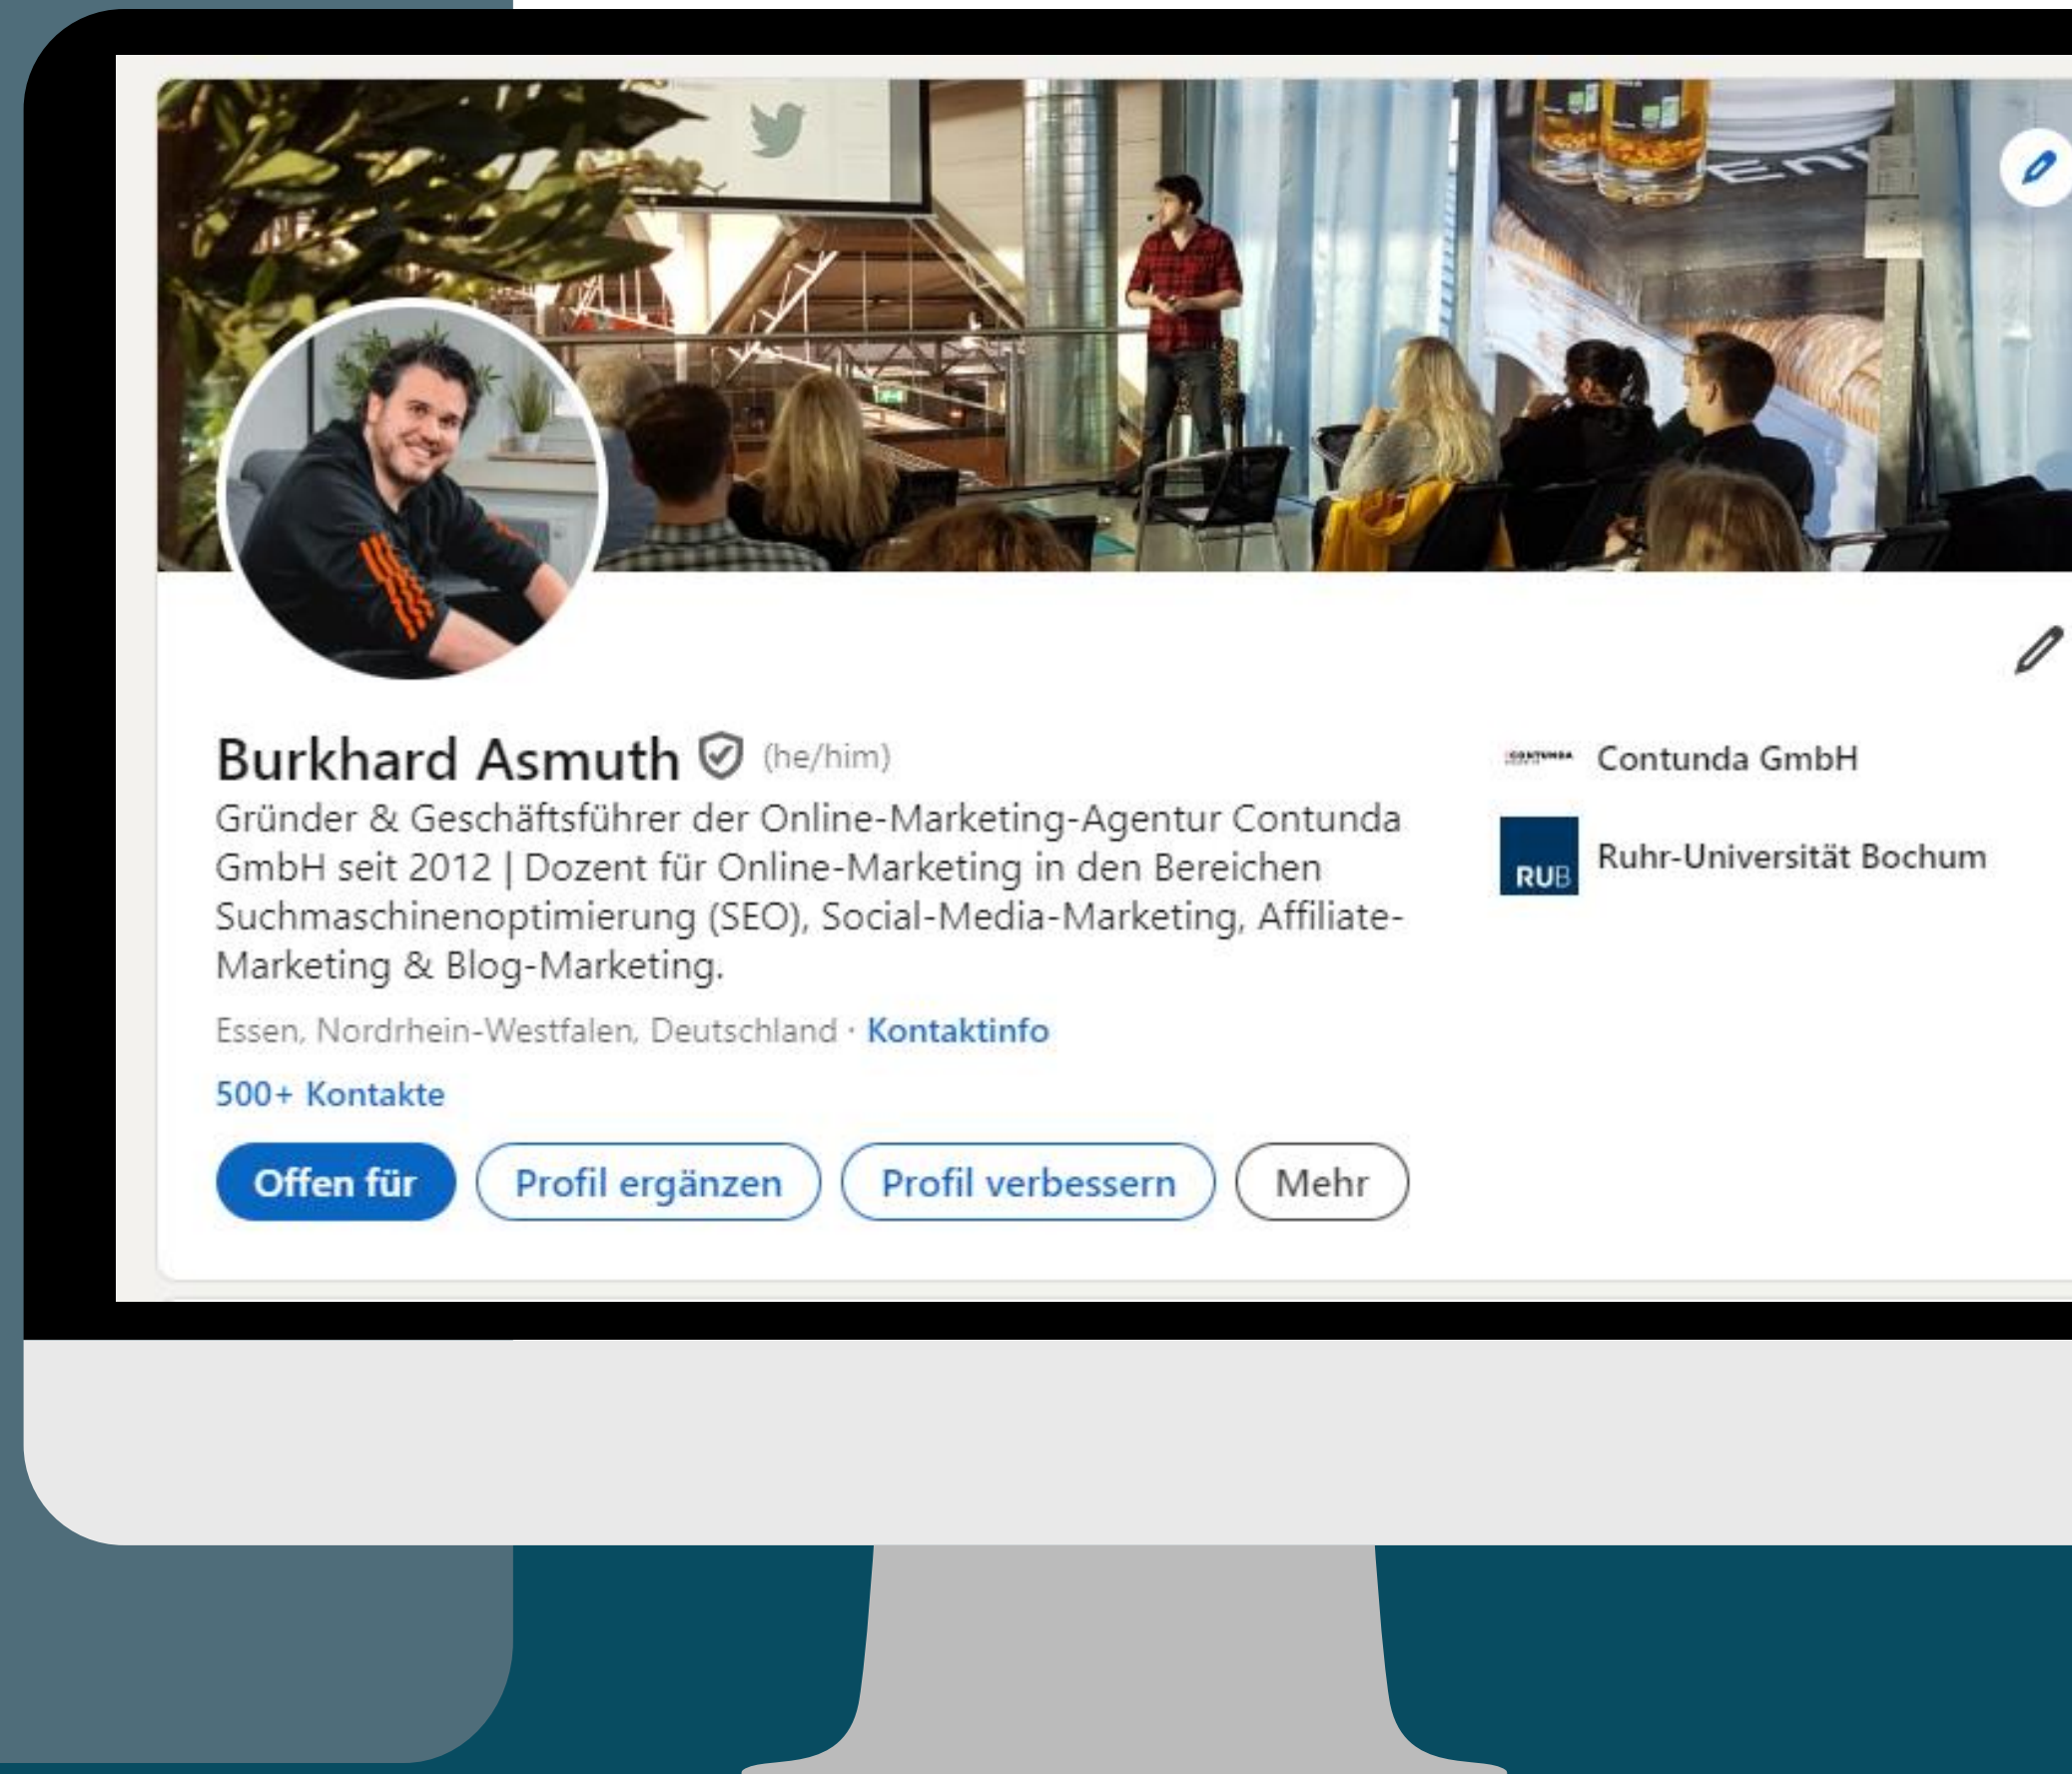 En
Burkhard Asmuth (he/him)
Gründer & Geschäftsführer der Online-Marketing-Agentur Contunda
GmbH seit 2012 | Dozent für Online-Marketing in den Bereichen
Suchmaschinenoptimierung (SEO), Social-Media-Marketing, Affiliate-
Marketing & Blog-Marketing.
Essen, Nordrhein-Westfalen, Deutschland · Kontaktinfo
500+ Kontakte
Offen für
Profil ergänzen
Profil verbessern
Mehr
CONTUNDA
Contunda GmbH
RUB
Ruhr-Universität Bochum